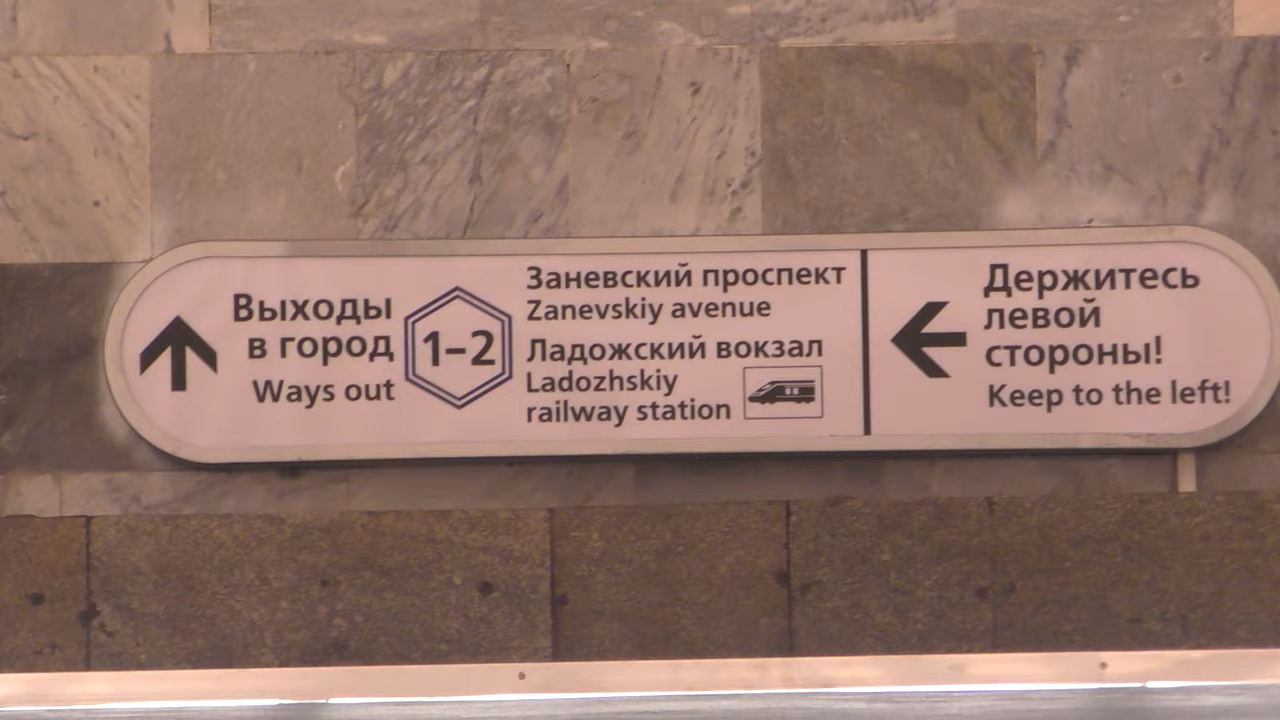 Выходы
в город
Ways out
1–2
Заневский проспект
Zanevskiy avenue
Ладожский вокзал
Ladozhskiy
railway station
Держитесь
левой
стороны!
Keep to the left!